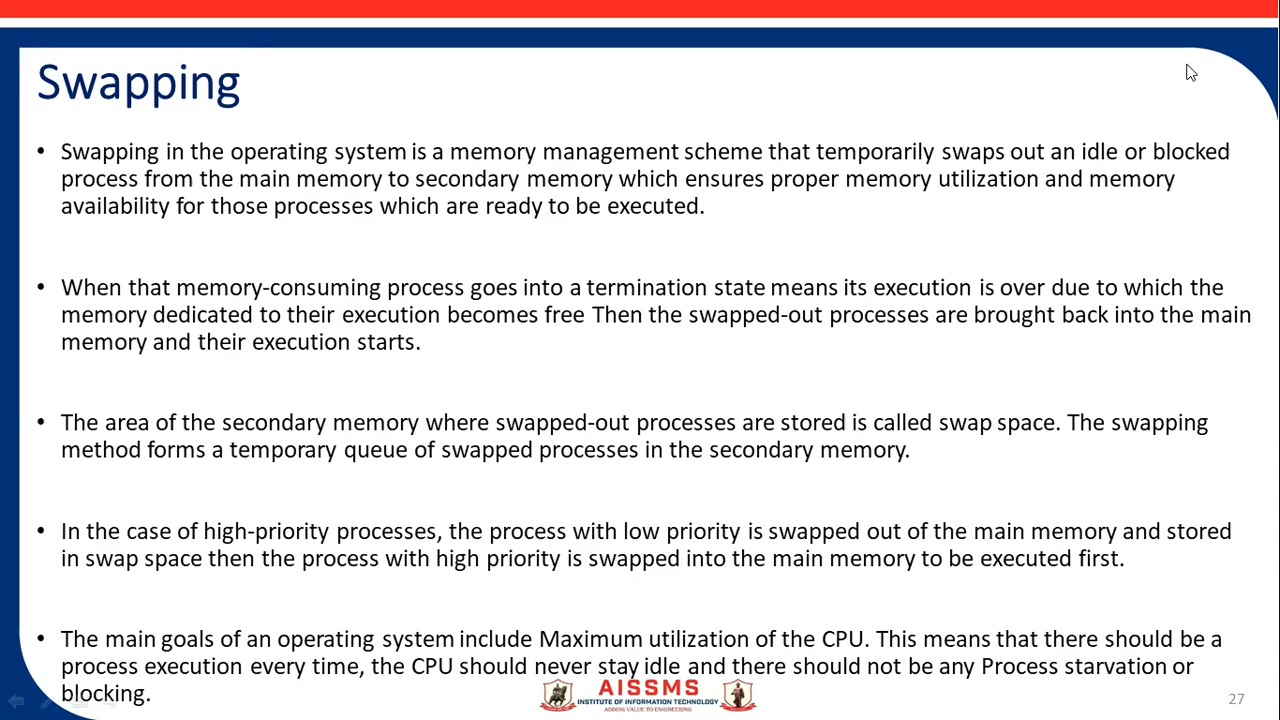 Swapping
• Swapping in the operating system is a memory management scheme that temporarily swaps out an idle or blocked
process from the main memory to secondary memory which ensures proper memory utilization and memory
availability for those processes which are ready to be executed.
• When that memory-consuming process goes into a termination state means its execution is over due to which the
memory dedicated to their execution becomes free Then the swapped-out processes are brought back into the main
memory and their execution starts.
• The area of the secondary memory where swapped-out processes are stored is called swap space. The swapping
method forms a temporary queue of swapped processes in the secondary memory.
• In the case of high-priority processes, the process with low priority is swapped out of the main memory and stored
in swap space then the process with high priority is swapped into the main memory to be executed first.
• The main goals of an operating system include Maximum utilization of the CPU. This means that there should be a
process execution every time, the CPU should never stay idle and there should not be any Process starvation or
blocking.
AISSMS
INSTITUTE OF INFORMATION TECHNOLOGY
ADDING VALUE TO ENGINEERING
27